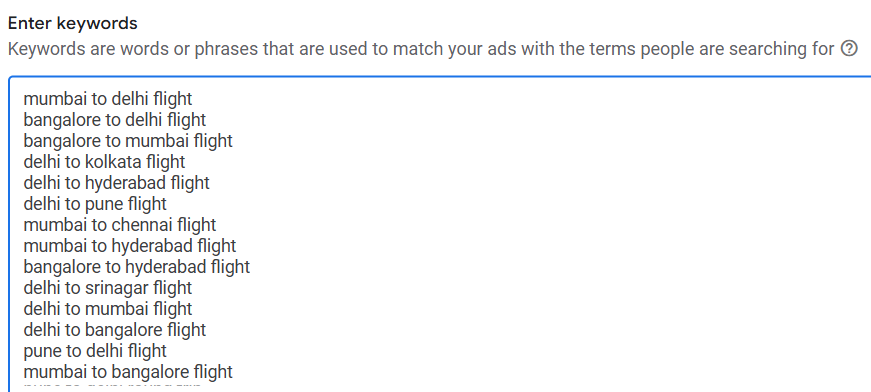 Enter keywords
Keywords are words or phrases that are used to match your ads with the terms people are searching for
mumbai to delhi flight
bangalore to delhi flight
bangalore to mumbai flight
delhi to kolkata flight
delhi to hyderabad flight
delhi to pune flight
mumbai to chennai flight
mumbai to hyderabad flight
bangalore to hyderabad flight
delhi to srinagar flight
delhi to mumbai flight
delhi to bangalore flight
pune to delhi flight
mumbai to bangalore flight